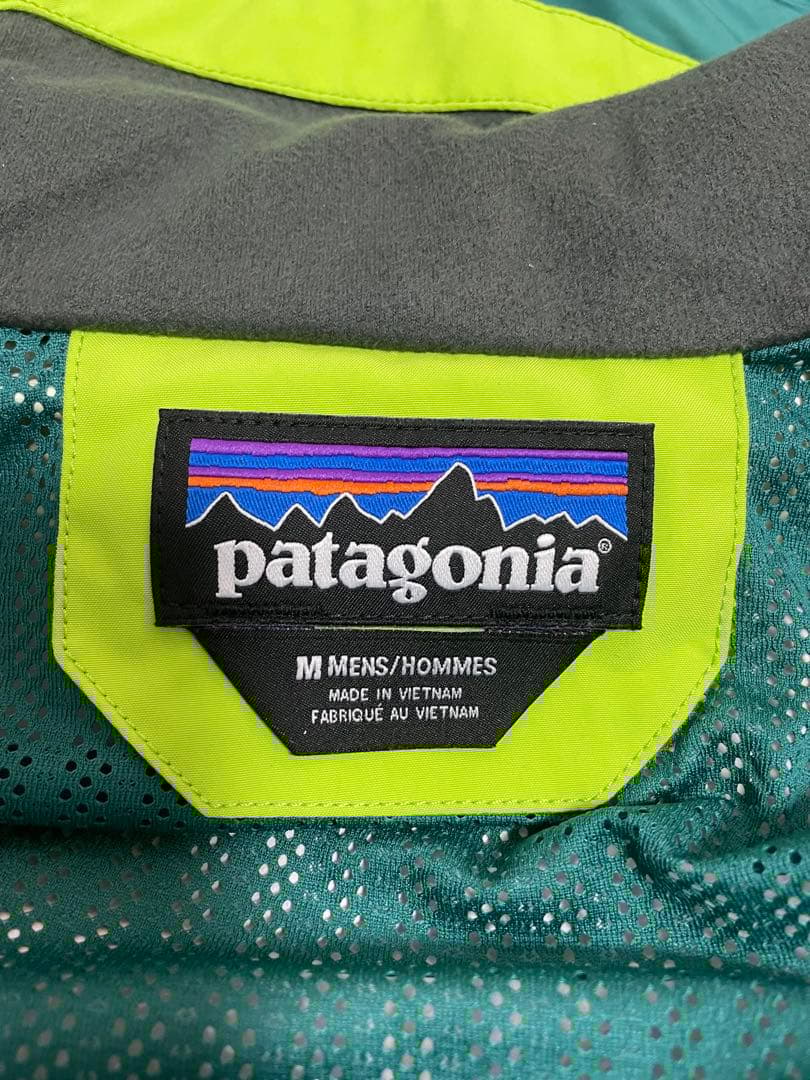 patagonia®
M MENS/HOMMES
MADE IN VIETNAM
FABRIQUÉ AU VIETNAM